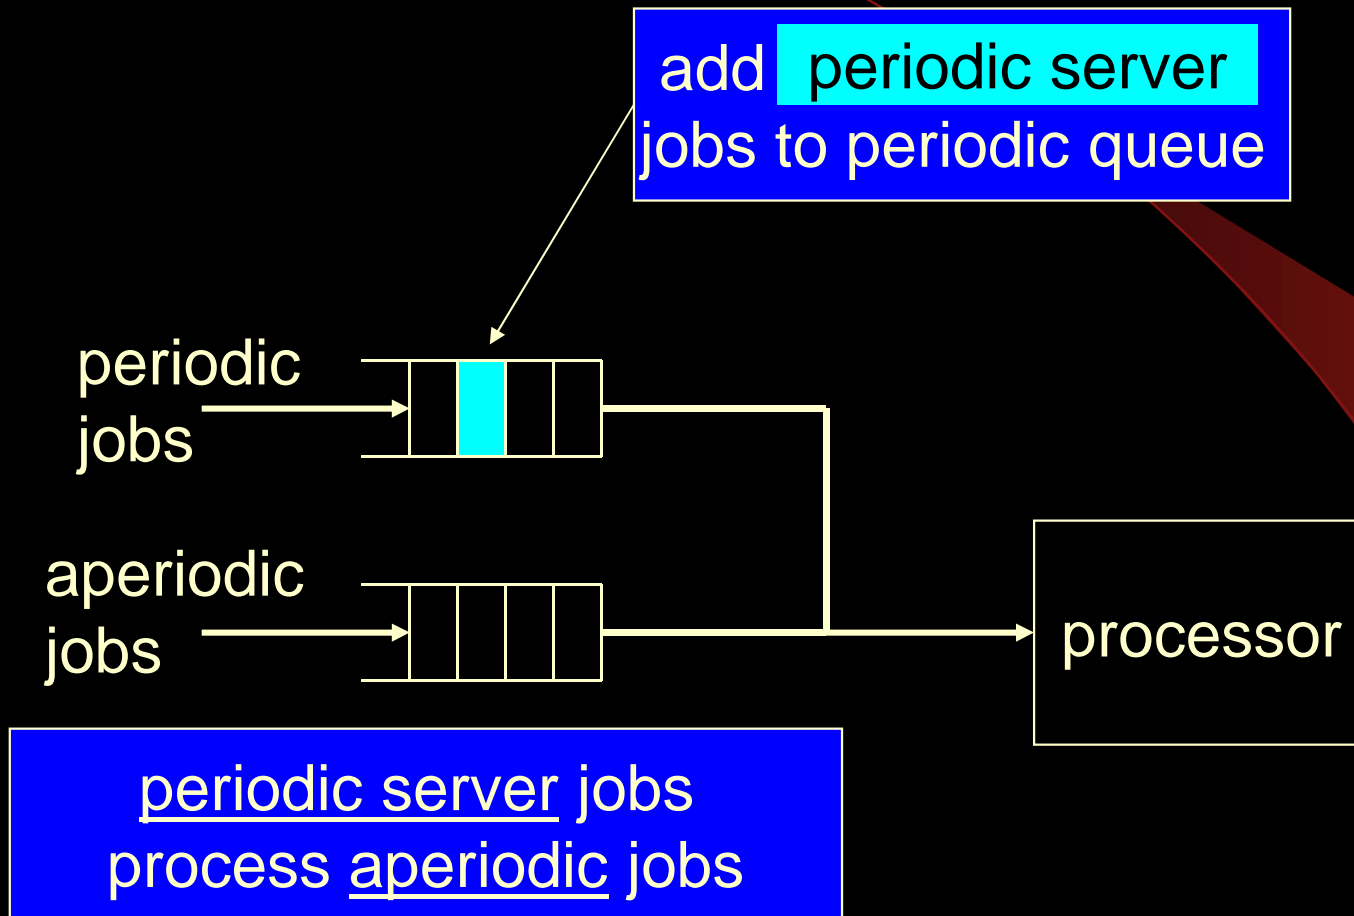 add periodic server
jobs to periodic queue
periodic
jobs
aperiodic
jobs
processor
periodic server jobs
process aperiodic jobs